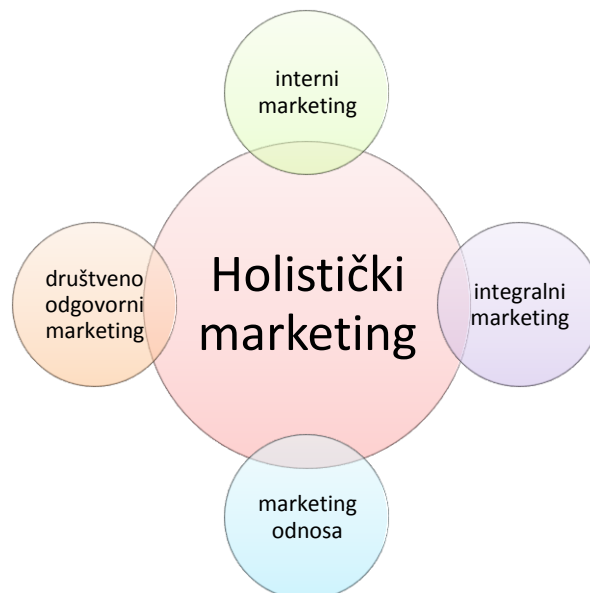 interni
marketing
Holistički
marketing
društveno
odgovorni
marketing
integralni
marketing
marketing
odnosa